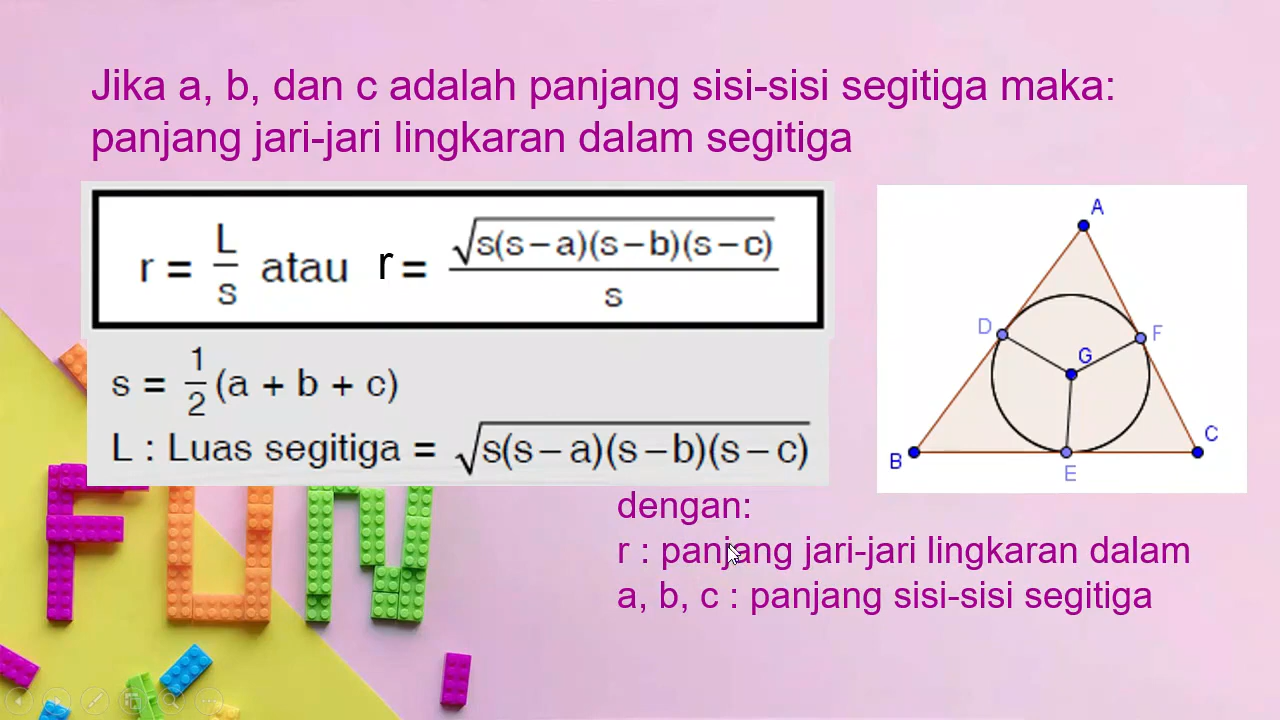 Jika a, b, dan c adalah panjang sisi-sisi segitiga maka:
panjang jari-jari lingkaran dalam segitiga
r = L/s atau r = √(s(s−a)(s−b)(s−c))/s
s = 1/2 (a + b + c)
L : Luas segitiga = √(s(s−a)(s−b)(s−c))
A
D
F
G
B
C
E
dengan:
r : panjang jari-jari lingkaran dalam
a, b, c : panjang sisi-sisi segitiga
FUN